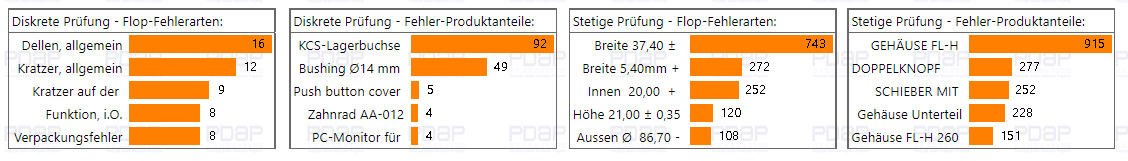 Diskrete Prüfung - Flop-Fehlerarten:
Dellen, allgemein 16
Kratzer, allgemein 12
Kratzer auf der 9
Funktion, i.O. 8
Verpackungsfehler 8
Diskrete Prüfung - Fehler-Produktanteile:
KCS-Lagerbuchse 92
Bushing Ø14 mm 49
Push button cover 5
Zahnrad AA-012 4
PC-Monitor für 4
Stetige Prüfung - Flop-Fehlerarten:
Breite 37,40 ± 743
Breite 5,40mm + 272
Innen 20,00 + 252
Höhe 21,00 ± 0,35 120
Aussen Ø 86,70 - 108
Stetige Prüfung - Fehler-Produktanteile:
GEHÄUSE FL-H 915
DOPPELKNOPF 277
SCHIEBER MIT 252
Gehäuse Unterteil 228
Gehäuse FL-H 260 151